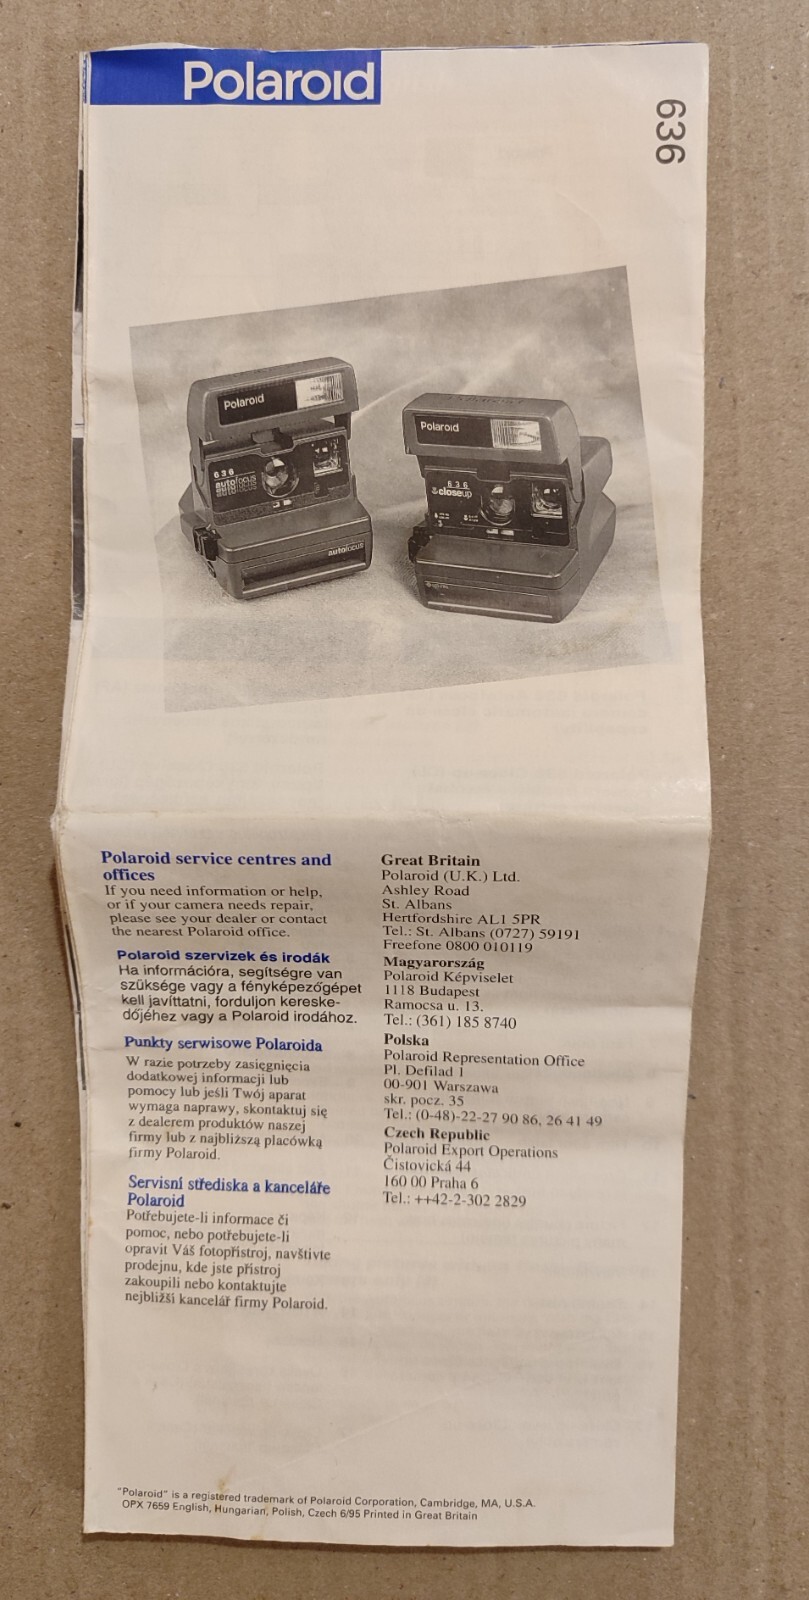 Polaroid
636
Polaroid
636
autofocus
autofocus
Polaroid
636
closeup
Polaroid service centres and
offices
If you need information or help,
or if your camera needs repair,
please see your dealer or contact
the nearest Polaroid office.
Polaroid szervizek és irodák
Ha információra, segítségre van
szüksége vagy a fényképezőgépet
kell javíttatni, forduljon kereske-
dőjéhez vagy a Polaroid irodához.
Punkty serwisowe Polaroida
W razie potrzeby zasięgnięcia
dodatkowej informacji lub
pomocy lub jeśli Twój aparat
wymaga naprawy, skontaktuj się
z dealerem produktów naszej
firmy lub z najbliższą placówką
firmy Polaroid.
Servisní střediska a kanceláře
Polaroid
Potřebujete-li informace či
pomoc, nebo potřebujete-li
opravit Váš fotopřístroj, navštivte
prodejnu, kde jste přístroj
zakoupili nebo kontaktujte
nejbližší kancelář firmy Polaroid.
Great Britain
Polaroid (U.K.) Ltd.
Ashley Road
St. Albans
Hertfordshire AL1 5PR
Tel.: St. Albans (0727) 59191
Freefone 0800 010119
Magyarország
Polaroid Képviselet
1118 Budapest
Ramocsa u. 13.
Tel.: (361) 185 8740
Polska
Polaroid Representation Office
Pl. Defilad 1
00-901 Warszawa
skr. pocz. 35
Tel.: (0-48)-22-27 90 86, 26 41 49
Czech Republic
Polaroid Export Operations
Čistovická 44
160 00 Praha 6
Tel.: ++42-2-302 2829
"Polaroid" is a registered trademark of Polaroid Corporation, Cambridge, MA, U.S.A.
OPX 7659 English, Hungarian, Polish, Czech 6/95 Printed in Great Britain